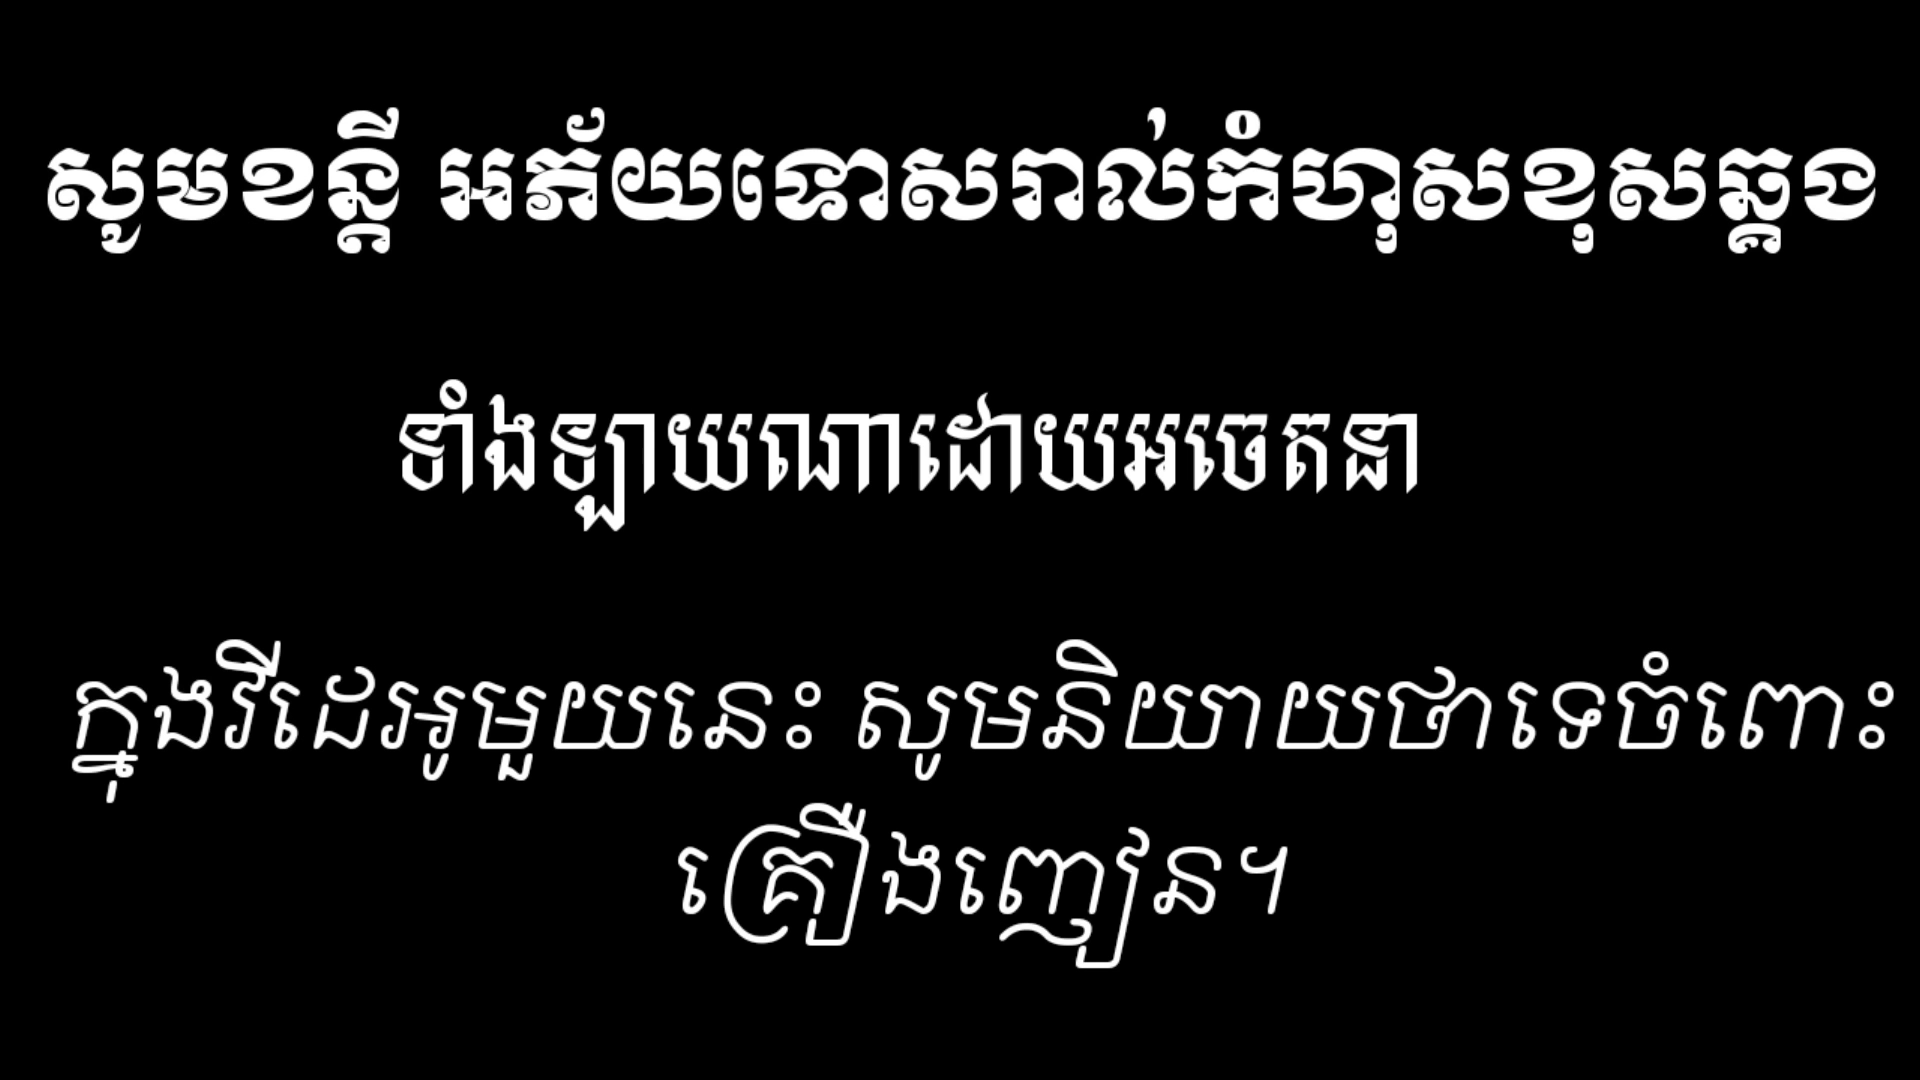 សូមខន្តី អភ័យទោសរាល់កំហុសខុសឆ្គង
ទាំងឡាយណាដោយអចេតនា
ក្នុងវីដេអូមួយនេះ សូមនិយាយថាទេចំពោះ
គ្រឿងញៀន។